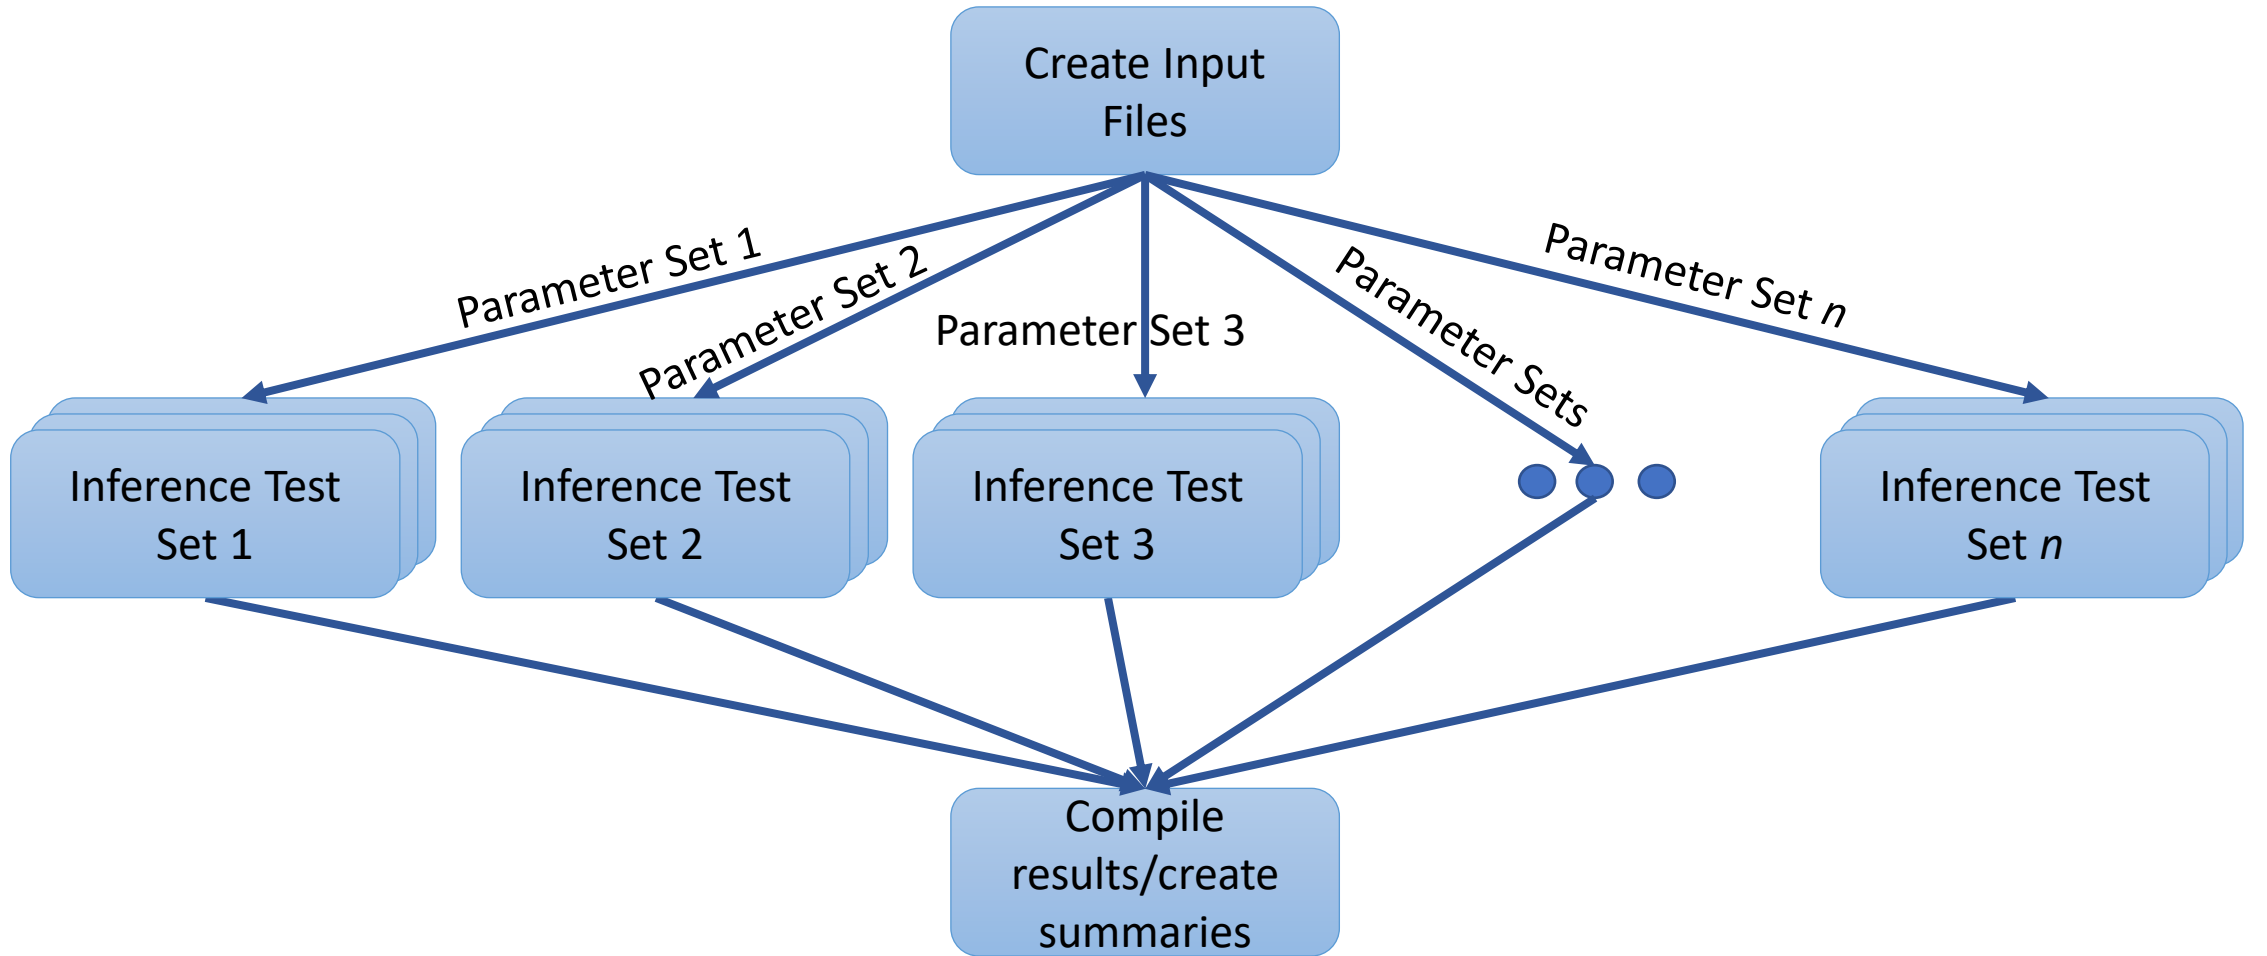 Create Input
Files
Parameter Set 1
Parameter Set 2
Parameter Set 3
Parameter Sets
Parameter Set n
Inference Test
Set 1
Inference Test
Set 2
Inference Test
Set 3
Inference Test
Set n
Compile
results/create
summaries